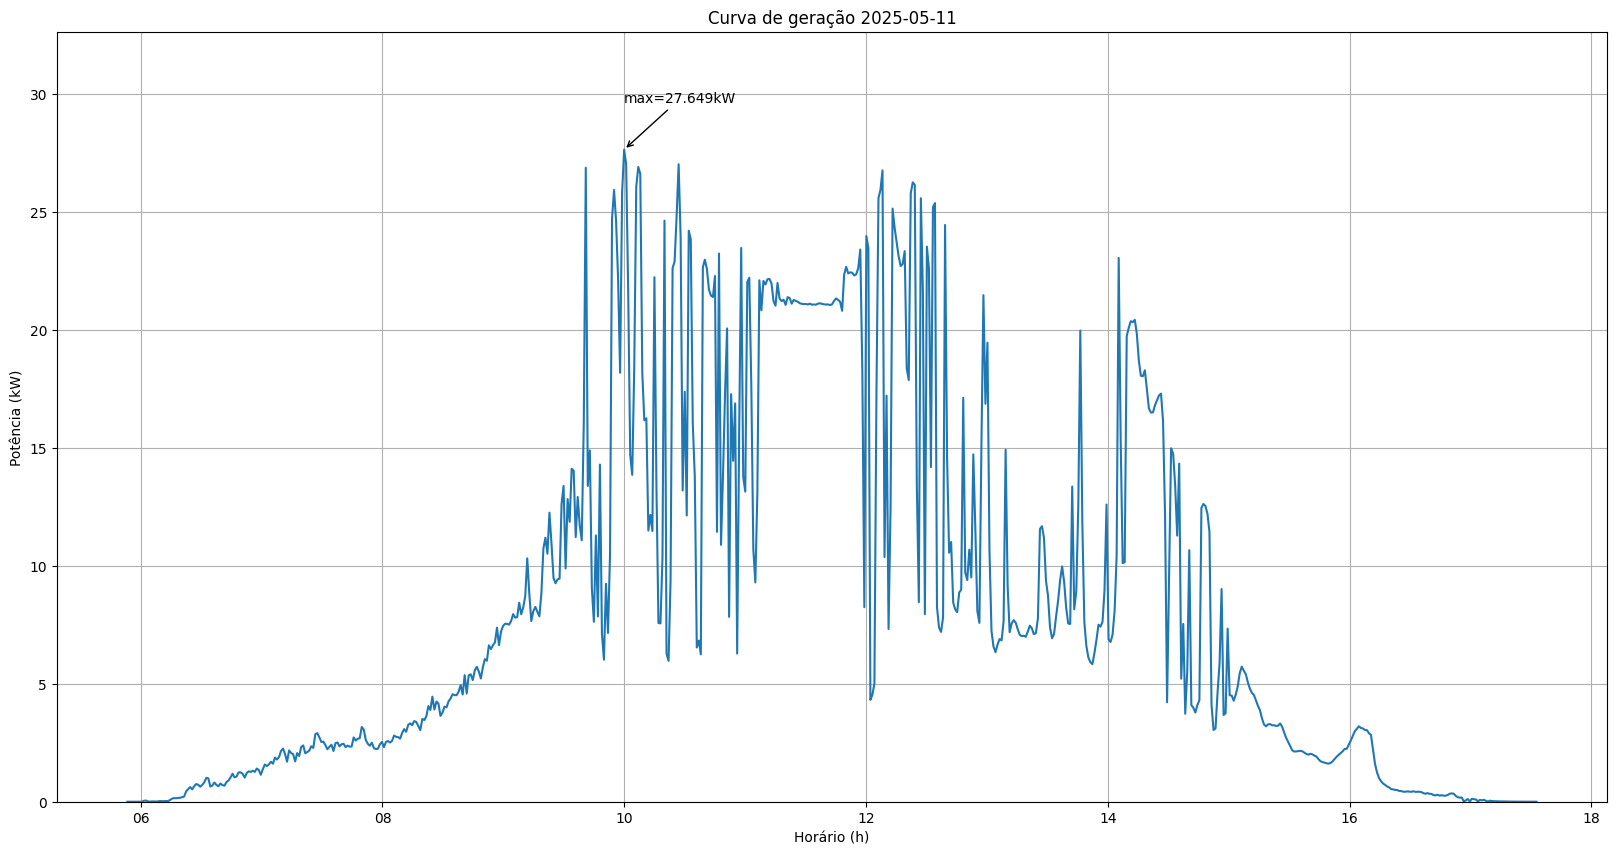 Curva de geração 2025-05-11
max=27.649kW
Potência (kW)
30
25
20
15
10
5
0
06 08 10 12 14 16 18
Horário (h)